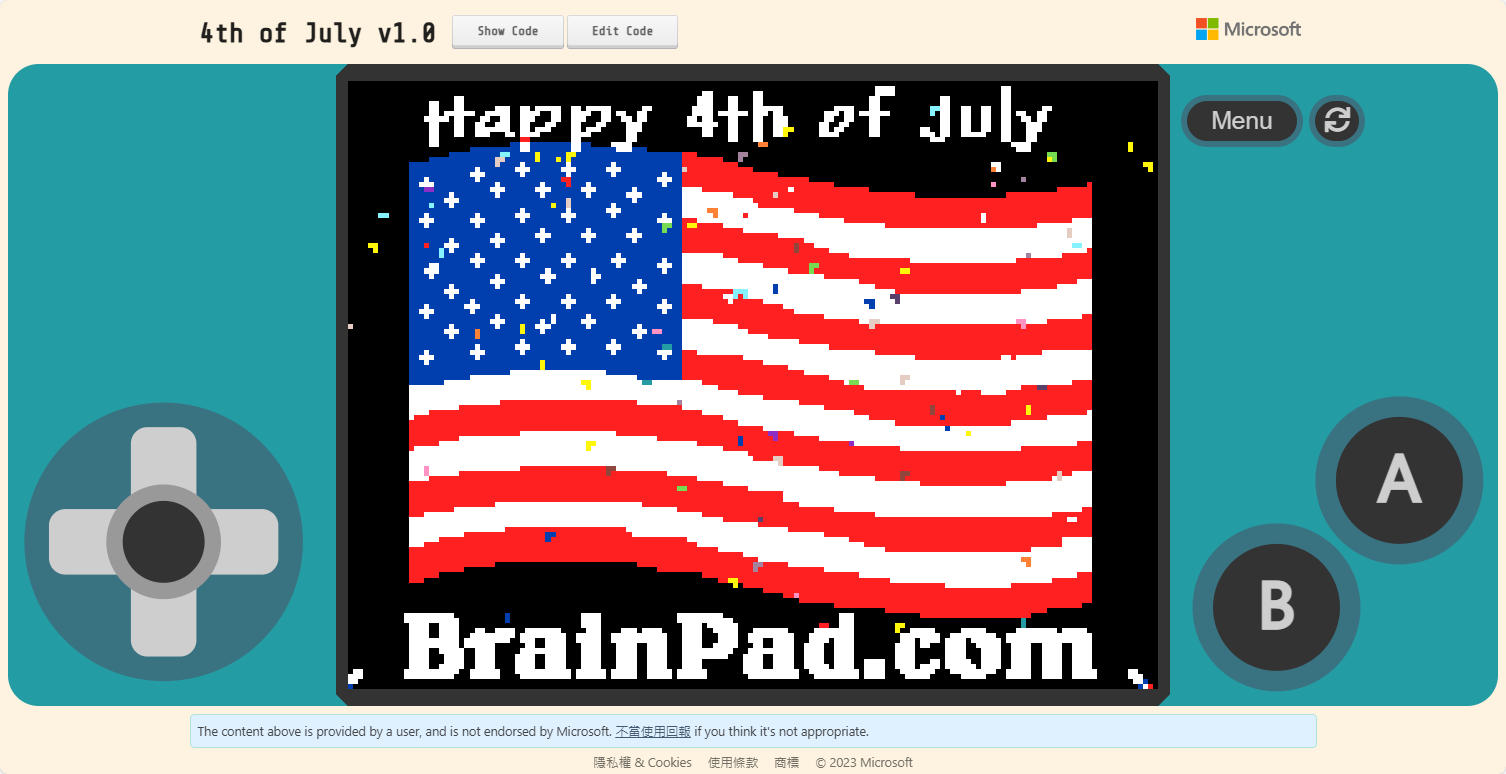 4th of July v1.0
Show Code
Edit Code
Microsoft
Happy 4th of July
Menu
A
B
BrainPad.com
The content above is provided by a user, and is not endorsed by Microsoft. 不當使用回報 if you think it's not appropriate.
隱私權 & Cookies 使用條款 商標 © 2023 Microsoft